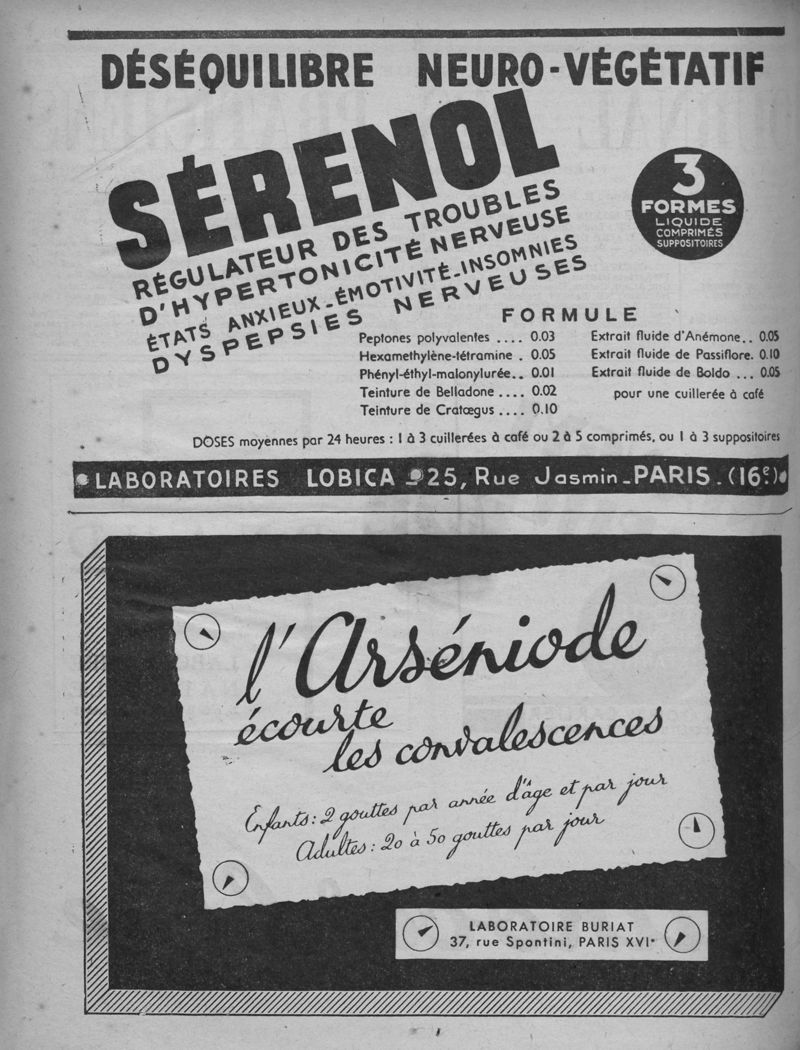 DÉSÉQUILIBRE NEURO-VÉGÉTATIF
SÉRENOL
RÉGULATEUR DES TROUBLES
D'HYPERTONICITÉ NERVEUSE
ÉTATS ANXIEUX-ÉMOTIVITÉ-INSOMNIES
DYSPEPSIES NERVEUSES
3
FORMES
LIQUIDE
COMPRIMÉS
SUPPOSITOIRES
FORMULE
Peptones polyvalentes .... 0.03
Hexamethylène-tétramine . 0.05
Phényl-éthyl-malonylurée.. 0.01
Teinture de Belladone .... 0.02
Teinture de Cratœgus .... 0.10
Extrait fluide d'Anémone.. 0.05
Extrait fluide de Passiflore. 0.10
Extrait fluide de Boldo ... 0.05
pour une cuillerée à café
DOSES moyennes par 24 heures : 1 à 3 cuillerées à café ou 2 à 5 comprimés, ou 1 à 3 suppositoires
LABORATOIRES LOBICA - 25, Rue Jasmin - PARIS - (16e)
l'Arséniode
écourte
les convalescences
Enfants : 2 gouttes par année d'âge et par jour
Adultes : 20 à 50 gouttes par jour
LABORATOIRE BURIAT
37, rue Spontini, PARIS XVIe